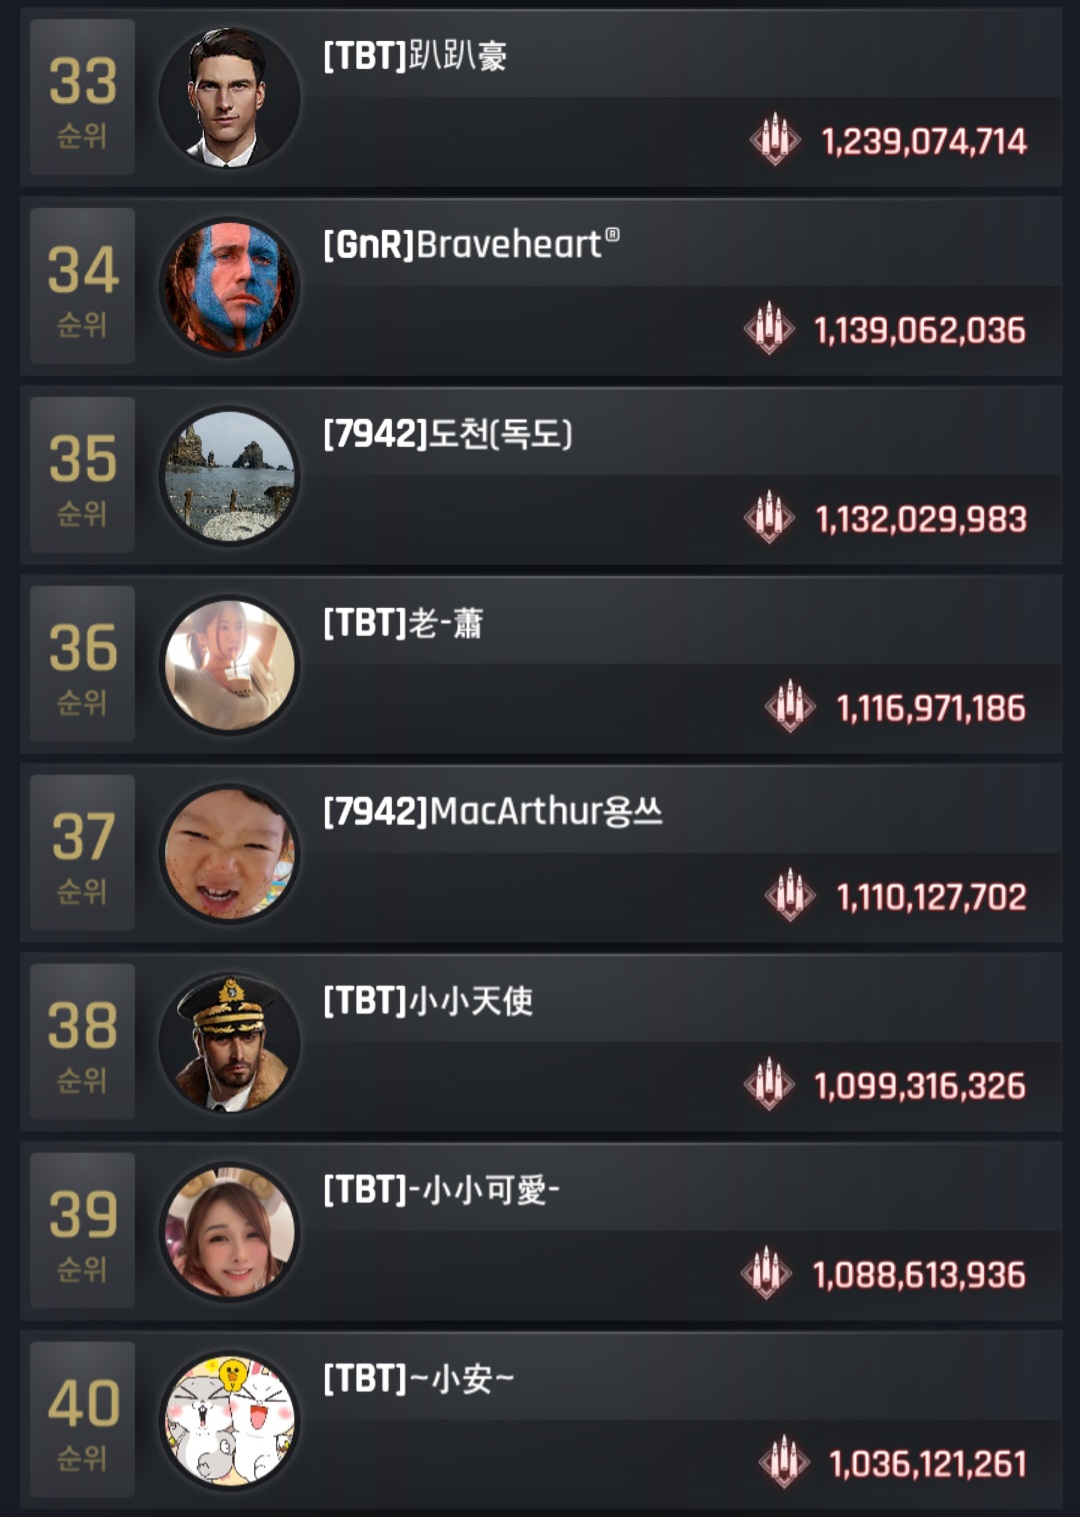 33
순위
[TBT]趴趴豪
1,239,074,714
34
순위
[GnR]Braveheart®
1,139,062,036
35
순위
[7942]도천(독도)
1,132,029,983
36
순위
[TBT]老-蕭
1,116,971,186
37
순위
[7942]MacArthur용쓰
1,110,127,702
38
순위
[TBT]小小天使
1,099,316,326
39
순위
[TBT]-小小可愛-
1,088,613,936
40
순위
[TBT]~小安~
1,036,121,261